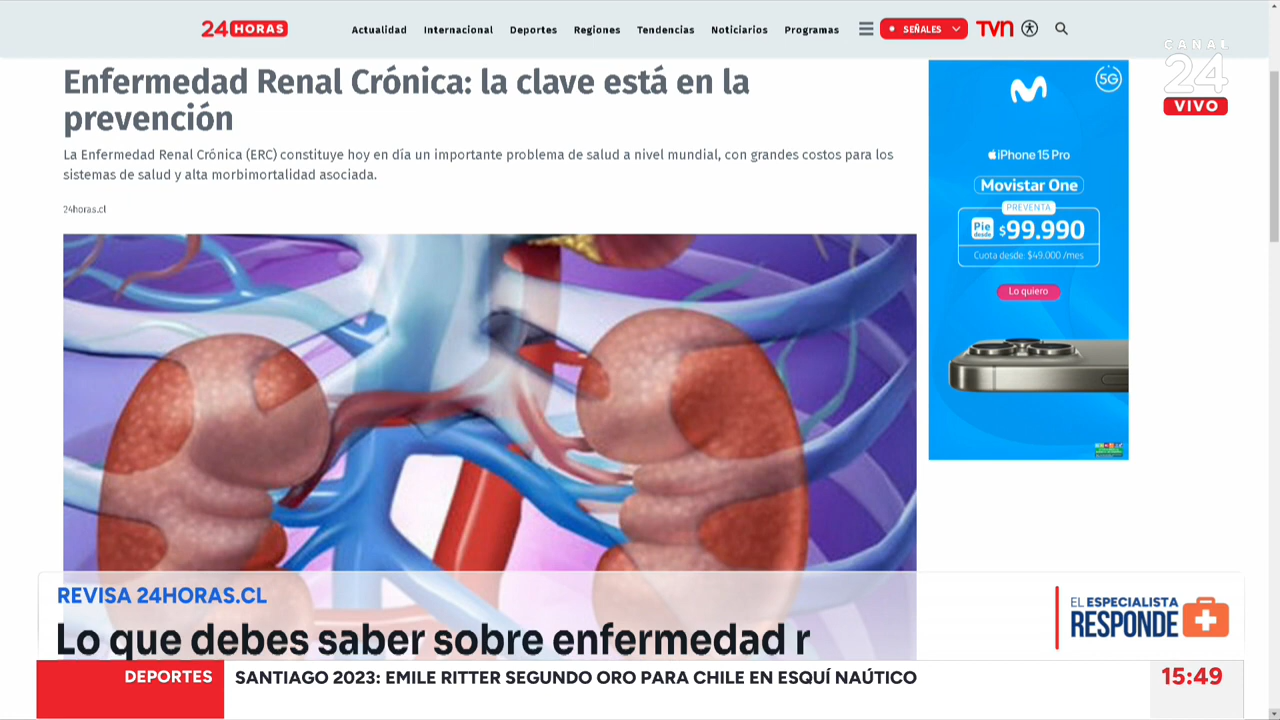 24 HORAS
Actualidad Internacional Deportes Regiones Tendencias Noticiarios Programas SEÑALES TVN
CANAL
24
VIVO
Enfermedad Renal Crónica: la clave está en la
prevención
La Enfermedad Renal Crónica (ERC) constituye hoy en día un importante problema de salud a nivel mundial, con grandes costos para los
sistemas de salud y alta morbimortalidad asociada.
24horas.cl
5G
iPhone 15 Pro
Movistar One
PREVENTA
Pie
desde
$99.990
Cuota desde: $49.000 /mes
Lo quiero
REVISA 24HORAS.CL
Lo que debes saber sobre enfermedad r
EL ESPECIALISTA
RESPONDE
DEPORTES SANTIAGO 2023: EMILE RITTER SEGUNDO ORO PARA CHILE EN ESQUÍ NAÚTICO 15:49